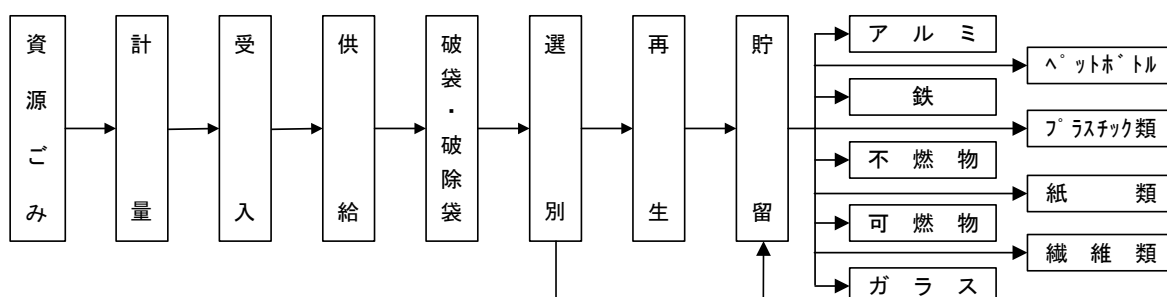 資源ごみ
計量
受入
供給
破袋・破除袋
選別
再生
貯留
アルミ
ペットボトル
鉄
プラスチック類
不燃物
紙類
可燃物
繊維類
ガラス